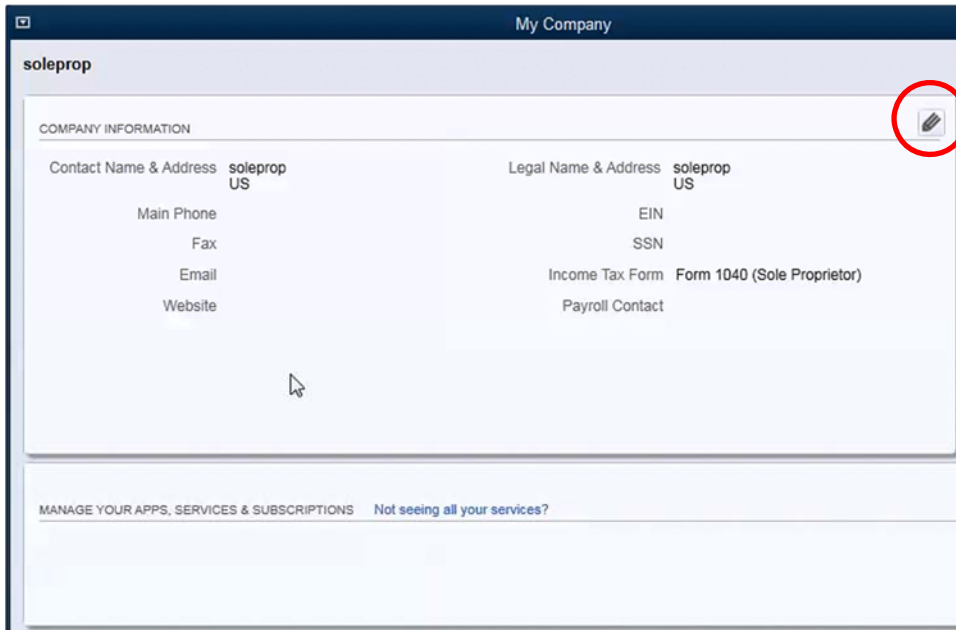 My Company
soleprop
COMPANY INFORMATION
Contact Name & Address soleprop
US
Main Phone
Fax
Email
Website
Legal Name & Address soleprop
US
EIN
SSN
Income Tax Form Form 1040 (Sole Proprietor)
Payroll Contact
MANAGE YOUR APPS, SERVICES & SUBSCRIPTIONS Not seeing all your services?